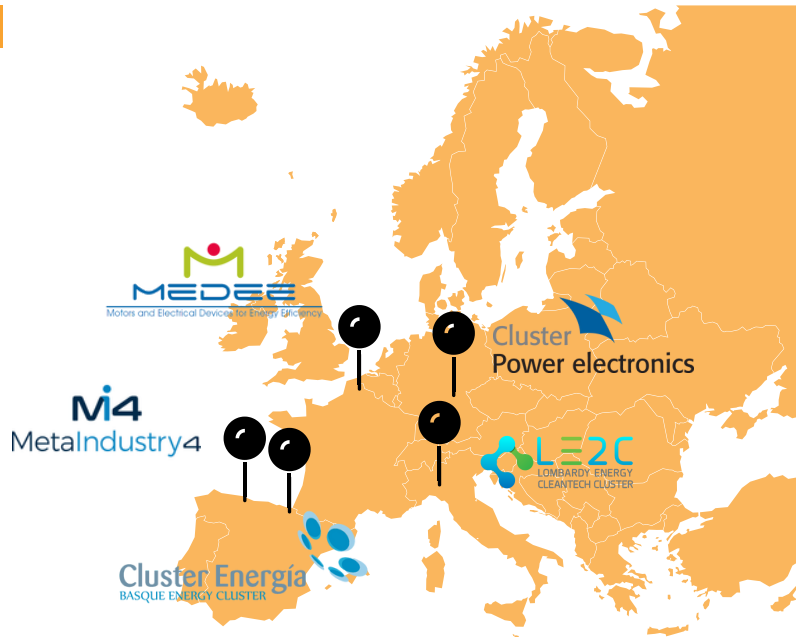 MEDEE
Motors and Electrical Devices for Energy Efficiency
Cluster
Power electronics
Mi4
MetaIndustry4
LE2C
LOMBARDY ENERGY
CLEANTECH CLUSTER
Cluster Energía
BASQUE ENERGY CLUSTER